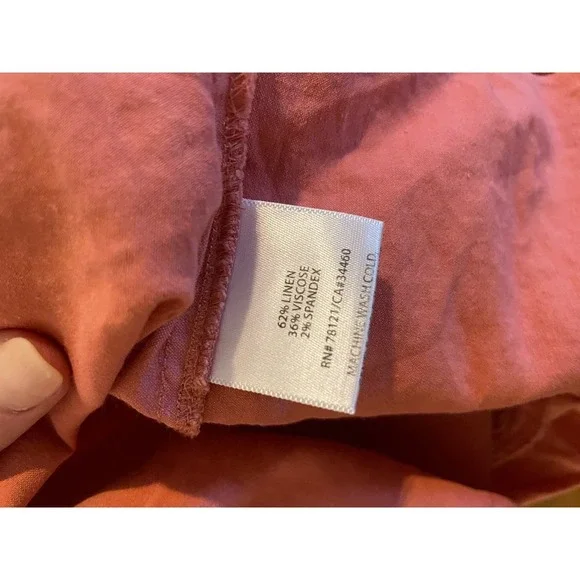 62% LINEN
36% VISCOSE
2% SPANDEX
RN# 78121/CA#34460
MACHINE WASH COLD